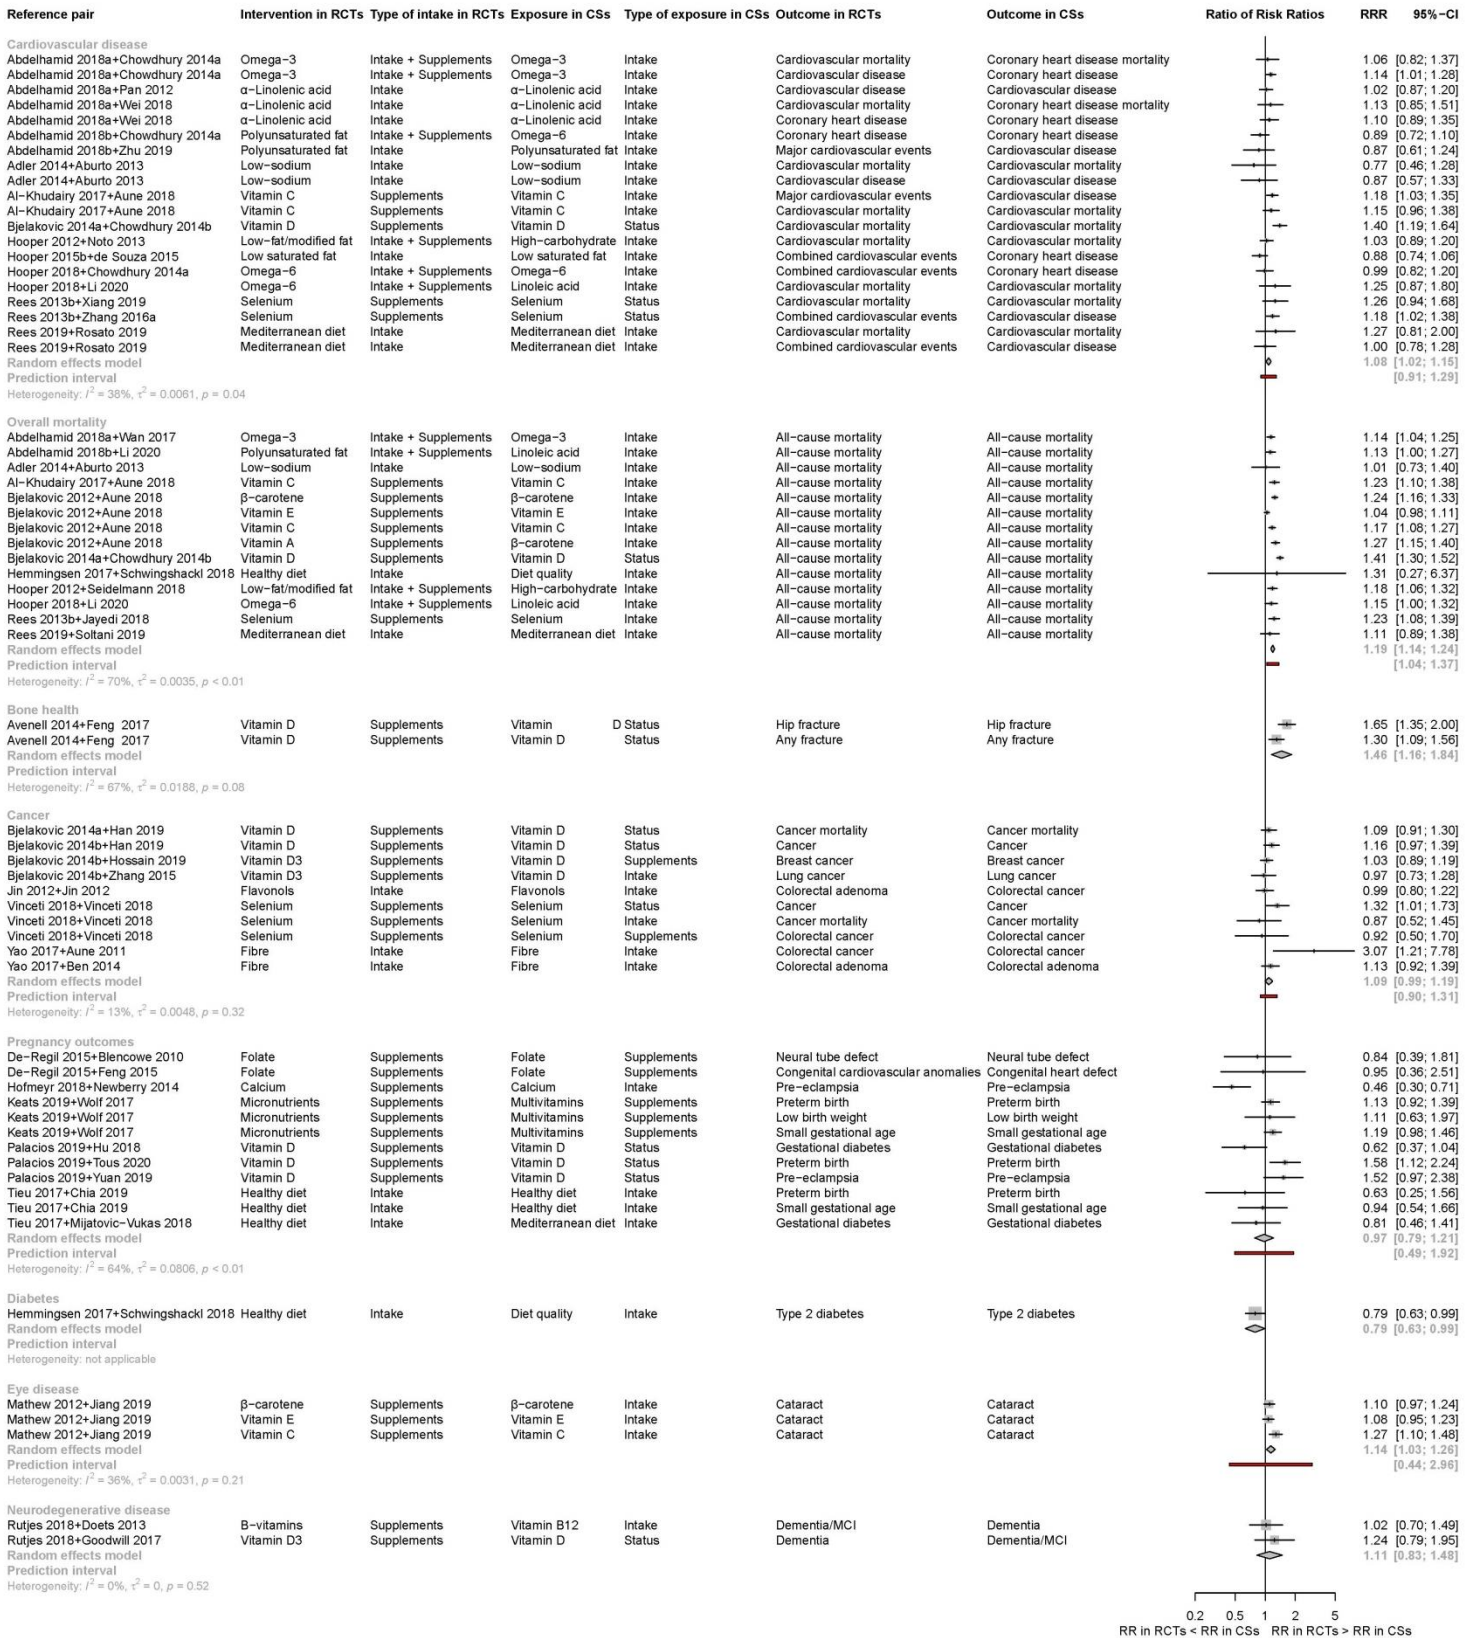 Reference pair Intervention in RCTs Type of intake in RCTs Exposure in CSs Type of exposure in CSs Outcome in RCTs Outcome in CSs Ratio of Risk Ratios RRR 95%−CI
Cardiovascular disease
Abdelhamid 2018a+Chowdhury 2014a Omega−3 Intake + Supplements Omega−3 Intake Cardiovascular mortality Coronary heart disease mortality 1.06 [0.82; 1.37]
Abdelhamid 2018a+Chowdhury 2014a Omega−3 Intake + Supplements Omega−3 Intake Cardiovascular disease Coronary heart disease 1.14 [1.01; 1.28]
Abdelhamid 2018a+Pan 2012 α−Linolenic acid Intake α−Linolenic acid Intake Cardiovascular disease Cardiovascular disease 1.02 [0.87; 1.20]
Abdelhamid 2018a+Wei 2018 α−Linolenic acid Intake α−Linolenic acid Intake Cardiovascular mortality Coronary heart disease mortality 1.13 [0.85; 1.51]
Abdelhamid 2018a+Wei 2018 α−Linolenic acid Intake α−Linolenic acid Intake Coronary heart disease Coronary heart disease 1.10 [0.89; 1.35]
Abdelhamid 2018b+Chowdhury 2014a Polyunsaturated fat Intake + Supplements Omega−6 Intake Coronary heart disease Coronary heart disease 0.89 [0.72; 1.10]
Abdelhamid 2018b+Zhu 2019 Polyunsaturated fat Intake Polyunsaturated fat Intake Major cardiovascular events Cardiovascular disease 0.87 [0.61; 1.24]
Adler 2014+Aburto 2013 Low−sodium Intake Low−sodium Intake Cardiovascular mortality Cardiovascular mortality 0.77 [0.46; 1.28]
Adler 2014+Aburto 2013 Low−sodium Intake Low−sodium Intake Cardiovascular disease Cardiovascular disease 0.87 [0.57; 1.33]
Al−Khudairy 2017+Aune 2018 Vitamin C Supplements Vitamin C Intake Major cardiovascular events Cardiovascular disease 1.18 [1.03; 1.35]
Al−Khudairy 2017+Aune 2018 Vitamin C Supplements Vitamin C Intake Cardiovascular mortality Cardiovascular mortality 1.15 [0.96; 1.38]
Bjelakovic 2014a+Chowdhury 2014b Vitamin D Supplements Vitamin D Status Cardiovascular mortality Cardiovascular mortality 1.40 [1.19; 1.64]
Hooper 2012+Noto 2013 Low−fat/modified fat Intake + Supplements High−carbohydrate Intake Cardiovascular mortality Cardiovascular mortality 1.03 [0.89; 1.20]
Hooper 2015b+de Souza 2015 Low saturated fat Intake Low saturated fat Intake Combined cardiovascular events Coronary heart disease 0.88 [0.74; 1.06]
Hooper 2018+Chowdhury 2014a Omega−6 Intake + Supplements Omega−6 Intake Combined cardiovascular events Coronary heart disease 0.99 [0.82; 1.20]
Hooper 2018+Li 2020 Omega−6 Intake + Supplements Linoleic acid Intake Cardiovascular mortality Cardiovascular mortality 1.25 [0.87; 1.80]
Rees 2013b+Xiang 2019 Selenium Supplements Selenium Status Cardiovascular mortality Cardiovascular mortality 1.26 [0.94; 1.68]
Rees 2013b+Zhang 2016a Selenium Supplements Selenium Status Combined cardiovascular events Cardiovascular disease 1.18 [1.02; 1.38]
Rees 2019+Rosato 2019 Mediterranean diet Intake Mediterranean diet Intake Cardiovascular mortality Cardiovascular mortality 1.27 [0.81; 2.00]
Rees 2019+Rosato 2019 Mediterranean diet Intake Mediterranean diet Intake Combined cardiovascular events Cardiovascular disease 1.00 [0.78; 1.28]
Random effects model 1.08 [1.02; 1.15]
Prediction interval [0.91; 1.29]
Heterogeneity: I² = 38%, τ² = 0.0061, p = 0.04
Overall mortality
Abdelhamid 2018a+Wan 2017 Omega−3 Intake + Supplements Omega−3 Intake All−cause mortality All−cause mortality 1.14 [1.04; 1.25]
Abdelhamid 2018b+Li 2020 Polyunsaturated fat Intake + Supplements Linoleic acid Intake All−cause mortality All−cause mortality 1.13 [1.00; 1.27]
Adler 2014+Aburto 2013 Low−sodium Intake Low−sodium Intake All−cause mortality All−cause mortality 1.01 [0.73; 1.40]
Al−Khudairy 2017+Aune 2018 Vitamin C Supplements Vitamin C Intake All−cause mortality All−cause mortality 1.23 [1.10; 1.38]
Bjelakovic 2012+Aune 2018 β−carotene Supplements β−carotene Intake All−cause mortality All−cause mortality 1.24 [1.16; 1.33]
Bjelakovic 2012+Aune 2018 Vitamin E Supplements Vitamin E Intake All−cause mortality All−cause mortality 1.04 [0.98; 1.11]
Bjelakovic 2012+Aune 2018 Vitamin C Supplements Vitamin C Intake All−cause mortality All−cause mortality 1.17 [1.08; 1.27]
Bjelakovic 2012+Aune 2018 Vitamin A Supplements β−carotene Intake All−cause mortality All−cause mortality 1.27 [1.15; 1.40]
Bjelakovic 2014a+Chowdhury 2014b Vitamin D Supplements Vitamin D Status All−cause mortality All−cause mortality 1.41 [1.30; 1.52]
Hemmingsen 2017+Schwingshackl 2018 Healthy diet Intake Diet quality Intake All−cause mortality All−cause mortality 1.31 [0.27; 6.37]
Hooper 2012+Seidelmann 2018 Low−fat/modified fat Intake + Supplements High−carbohydrate Intake All−cause mortality All−cause mortality 1.18 [1.06; 1.32]
Hooper 2018+Li 2020 Omega−6 Intake + Supplements Linoleic acid Intake All−cause mortality All−cause mortality 1.15 [1.00; 1.32]
Rees 2013b+Jayedi 2018 Selenium Supplements Selenium Intake All−cause mortality All−cause mortality 1.23 [1.08; 1.39]
Rees 2019+Soltani 2019 Mediterranean diet Intake Mediterranean diet Intake All−cause mortality All−cause mortality 1.11 [0.89; 1.38]
Random effects model 1.19 [1.14; 1.24]
Prediction interval [1.04; 1.37]
Heterogeneity: I² = 70%, τ² = 0.0035, p < 0.01
Bone health
Avenell 2014+Feng 2017 Vitamin D Supplements Vitamin D Status Hip fracture Hip fracture 1.65 [1.35; 2.00]
Avenell 2014+Feng 2017 Vitamin D Supplements Vitamin D Status Any fracture Any fracture 1.30 [1.09; 1.56]
Random effects model 1.46 [1.16; 1.84]
Prediction interval
Heterogeneity: I² = 67%, τ² = 0.0188, p = 0.08
Cancer
Bjelakovic 2014a+Han 2019 Vitamin D Supplements Vitamin D Status Cancer mortality Cancer mortality 1.09 [0.91; 1.30]
Bjelakovic 2014b+Han 2019 Vitamin D Supplements Vitamin D Status Cancer Cancer 1.16 [0.97; 1.39]
Bjelakovic 2014b+Hossain 2019 Vitamin D3 Supplements Vitamin D Supplements Breast cancer Breast cancer 1.03 [0.89; 1.19]
Bjelakovic 2014b+Zhang 2015 Vitamin D3 Supplements Vitamin D Intake Lung cancer Lung cancer 0.97 [0.73; 1.28]
Jin 2012+Jin 2012 Flavonols Intake Flavonols Intake Colorectal adenoma Colorectal cancer 0.99 [0.80; 1.22]
Vinceti 2018+Vinceti 2018 Selenium Supplements Selenium Status Cancer Cancer 1.32 [1.01; 1.73]
Vinceti 2018+Vinceti 2018 Selenium Supplements Selenium Intake Cancer mortality Cancer mortality 0.87 [0.52; 1.45]
Vinceti 2018+Vinceti 2018 Selenium Supplements Selenium Supplements Colorectal cancer Colorectal cancer 0.92 [0.50; 1.70]
Yao 2017+Aune 2011 Fibre Intake Fibre Intake Colorectal cancer Colorectal cancer 3.07 [1.21; 7.78]
Yao 2017+Ben 2014 Fibre Intake Fibre Intake Colorectal adenoma Colorectal adenoma 1.13 [0.92; 1.39]
Random effects model 1.09 [0.99; 1.19]
Prediction interval [0.90; 1.31]
Heterogeneity: I² = 13%, τ² = 0.0048, p = 0.32
Pregnancy outcomes
De−Regil 2015+Blencowe 2010 Folate Supplements Folate Supplements Neural tube defect Neural tube defect 0.84 [0.39; 1.81]
De−Regil 2015+Feng 2015 Folate Supplements Folate Supplements Congenital cardiovascular anomalies Congenital heart defect 0.95 [0.36; 2.51]
Hofmeyr 2018+Newberry 2014 Calcium Supplements Calcium Intake Pre−eclampsia Pre−eclampsia 0.46 [0.30; 0.71]
Keats 2019+Wolf 2017 Micronutrients Supplements Multivitamins Supplements Preterm birth Preterm birth 1.13 [0.92; 1.39]
Keats 2019+Wolf 2017 Micronutrients Supplements Multivitamins Supplements Low birth weight Low birth weight 1.11 [0.63; 1.97]
Keats 2019+Wolf 2017 Micronutrients Supplements Multivitamins Supplements Small gestational age Small gestational age 1.19 [0.98; 1.46]
Palacios 2019+Hu 2018 Vitamin D Supplements Vitamin D Status Gestational diabetes Gestational diabetes 0.62 [0.37; 1.04]
Palacios 2019+Tous 2020 Vitamin D Supplements Vitamin D Status Preterm birth Preterm birth 1.58 [1.12; 2.24]
Palacios 2019+Yuan 2019 Vitamin D Supplements Vitamin D Status Pre−eclampsia Pre−eclampsia 1.52 [0.97; 2.38]
Tieu 2017+Chia 2019 Healthy diet Intake Healthy diet Intake Preterm birth Preterm birth 0.63 [0.25; 1.56]
Tieu 2017+Chia 2019 Healthy diet Intake Healthy diet Intake Small gestational age Small gestational age 0.94 [0.54; 1.66]
Tieu 2017+Mijatovic−Vukas 2018 Healthy diet Intake Mediterranean diet Intake Gestational diabetes Gestational diabetes 0.81 [0.46; 1.41]
Random effects model 0.97 [0.79; 1.21]
Prediction interval [0.49; 1.92]
Heterogeneity: I² = 64%, τ² = 0.0806, p < 0.01
Diabetes
Hemmingsen 2017+Schwingshackl 2018 Healthy diet Intake Diet quality Intake Type 2 diabetes Type 2 diabetes 0.79 [0.63; 0.99]
Random effects model 0.79 [0.63; 0.99]
Prediction interval
Heterogeneity: not applicable
Eye disease
Mathew 2012+Jiang 2019 β−carotene Supplements β−carotene Intake Cataract Cataract 1.10 [0.97; 1.24]
Mathew 2012+Jiang 2019 Vitamin E Supplements Vitamin E Intake Cataract Cataract 1.08 [0.95; 1.23]
Mathew 2012+Jiang 2019 Vitamin C Supplements Vitamin C Intake Cataract Cataract 1.27 [1.10; 1.48]
Random effects model 1.14 [1.03; 1.26]
Prediction interval [0.44; 2.96]
Heterogeneity: I² = 36%, τ² = 0.0031, p = 0.21
Neurodegenerative disease
Rutjes 2018+Doets 2013 B−vitamins Supplements Vitamin B12 Intake Dementia/MCI Dementia 1.02 [0.70; 1.49]
Rutjes 2018+Goodwill 2017 Vitamin D3 Supplements Vitamin D Status Dementia Dementia/MCI 1.24 [0.79; 1.95]
Random effects model 1.11 [0.83; 1.48]
Prediction interval
Heterogeneity: I² = 0%, τ² = 0, p = 0.52
0.2 0.5 1 2 5
RR in RCTs < RR in CSs RR in RCTs > RR in CSs